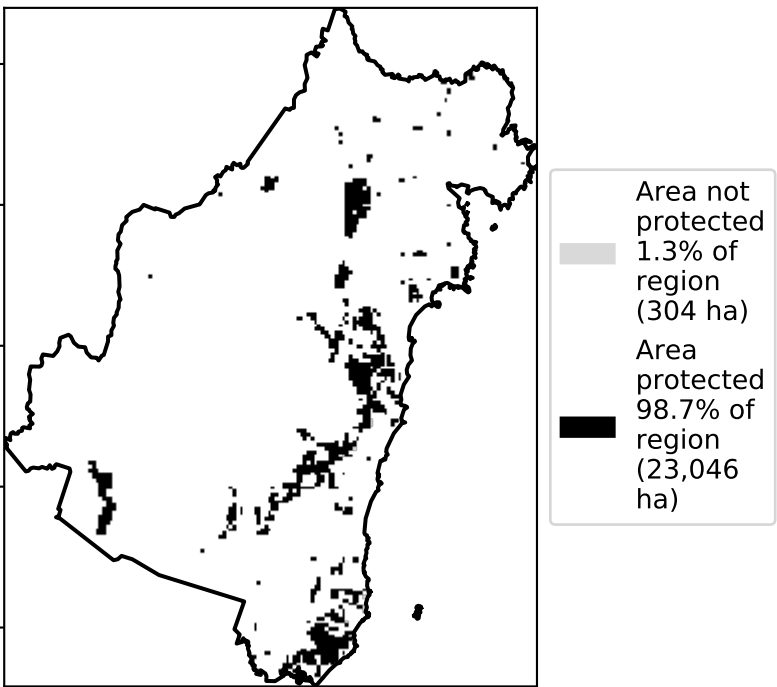 Area not
protected
1.3% of
region
(304 ha)
Area
protected
98.7% of
region
(23,046
ha)